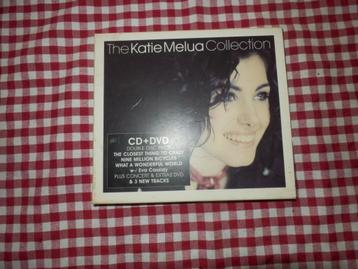 The Katie Melua Collection
CD+DVD
DOUBLE DISC
THE CLOSEST THING TO CRAZY
NINE MILLION BICYCLES
WHAT A WONDERFUL WORLD
w/ Eva Cassidy
PLUS CONCERT & EXTRAS DVD
& 3 NEW TRACKS